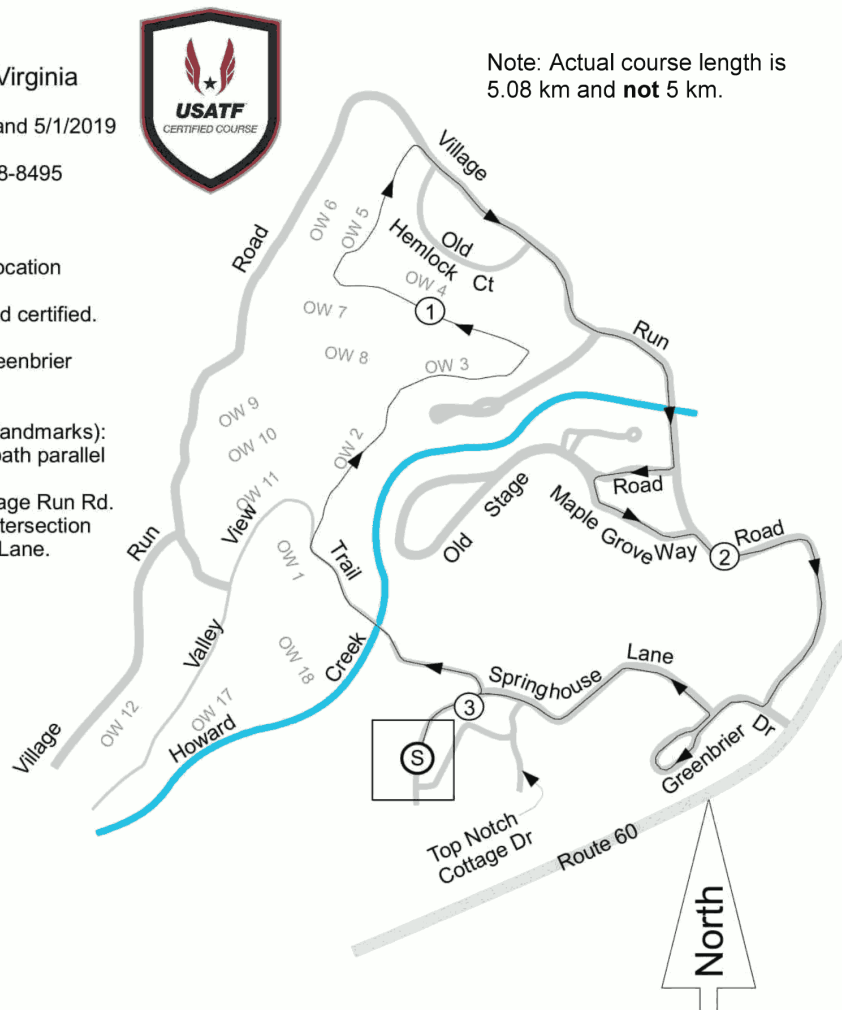 Virginia
and 5/1/2019
8-8495
ocation
d certified.
eenbrier
andmarks):
path parallel
age Run Rd.
tersection
Lane.
USATF
CERTIFIED COURSE
Note: Actual course length is
5.08 km and not 5 km.
Village
Road
OW 6
OW 5
Old
Hemlock Ct
OW 4
1
OW 7
Run
OW 8
OW 3
OW 9
OW 10
OW 2
OW 11
View
Old Stage Road
Maple Grove Way
2
Road
Run
Trail
OW 1
Valley
Creek
OW 18
Springhouse Lane
OW 17
OW 12
Howard
Village
3
S
Greenbrier Dr
Top Notch
Cottage Dr
Route 60
North